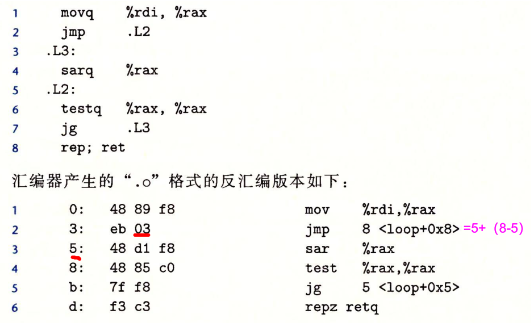 1 movq %rdi, %rax
2 jmp .L2
3 .L3:
4 sarq %rax
5 .L2:
6 testq %rax, %rax
7 jg .L3
8 rep; ret
汇编器产生的“.o”格式的反汇编版本如下：
1 0: 48 89 f8 mov %rdi,%rax
2 3: eb 03 jmp 8 <loop+0x8> =5+ (8-5)
3 5: 48 d1 f8 sar %rax
4 8: 48 85 c0 test %rax,%rax
5 b: 7f f8 jg 5 <loop+0x5>
6 d: f3 c3 repz retq